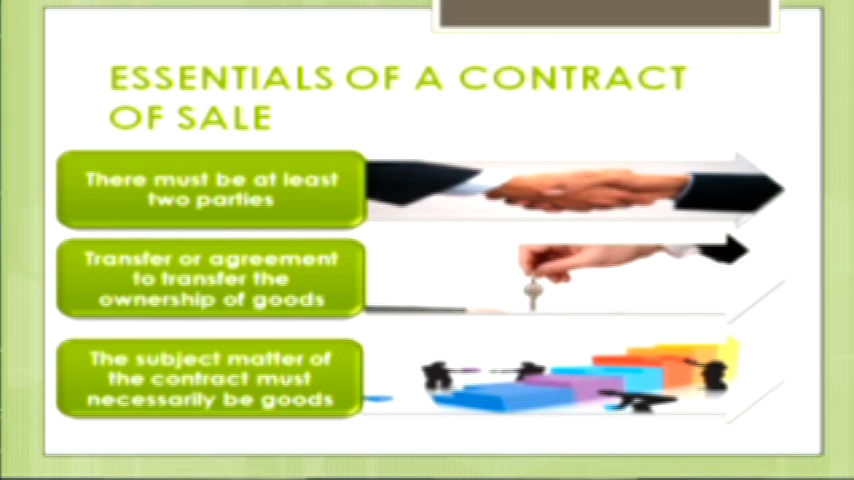 ESSENTIALS OF A CONTRACT
OF SALE
There must be at least
two parties
Transfer or agreement
to transfer the
ownership of goods
The subject matter of
the contract must
necessarily be goods